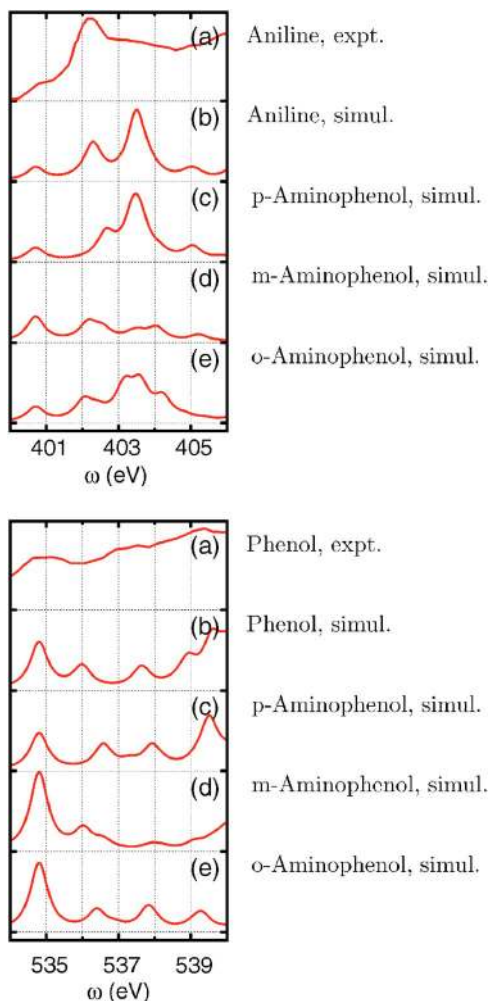 (a) Aniline, expt.
(b) Aniline, simul.
(c) p-Aminophenol, simul.
(d) m-Aminophenol, simul.
(e) o-Aminophenol, simul.
401 403 405
ω (eV)
(a) Phenol, expt.
(b) Phenol, simul.
(c) p-Aminophenol, simul.
(d) m-Aminophenol, simul.
(e) o-Aminophenol, simul.
535 537 539
ω (eV)